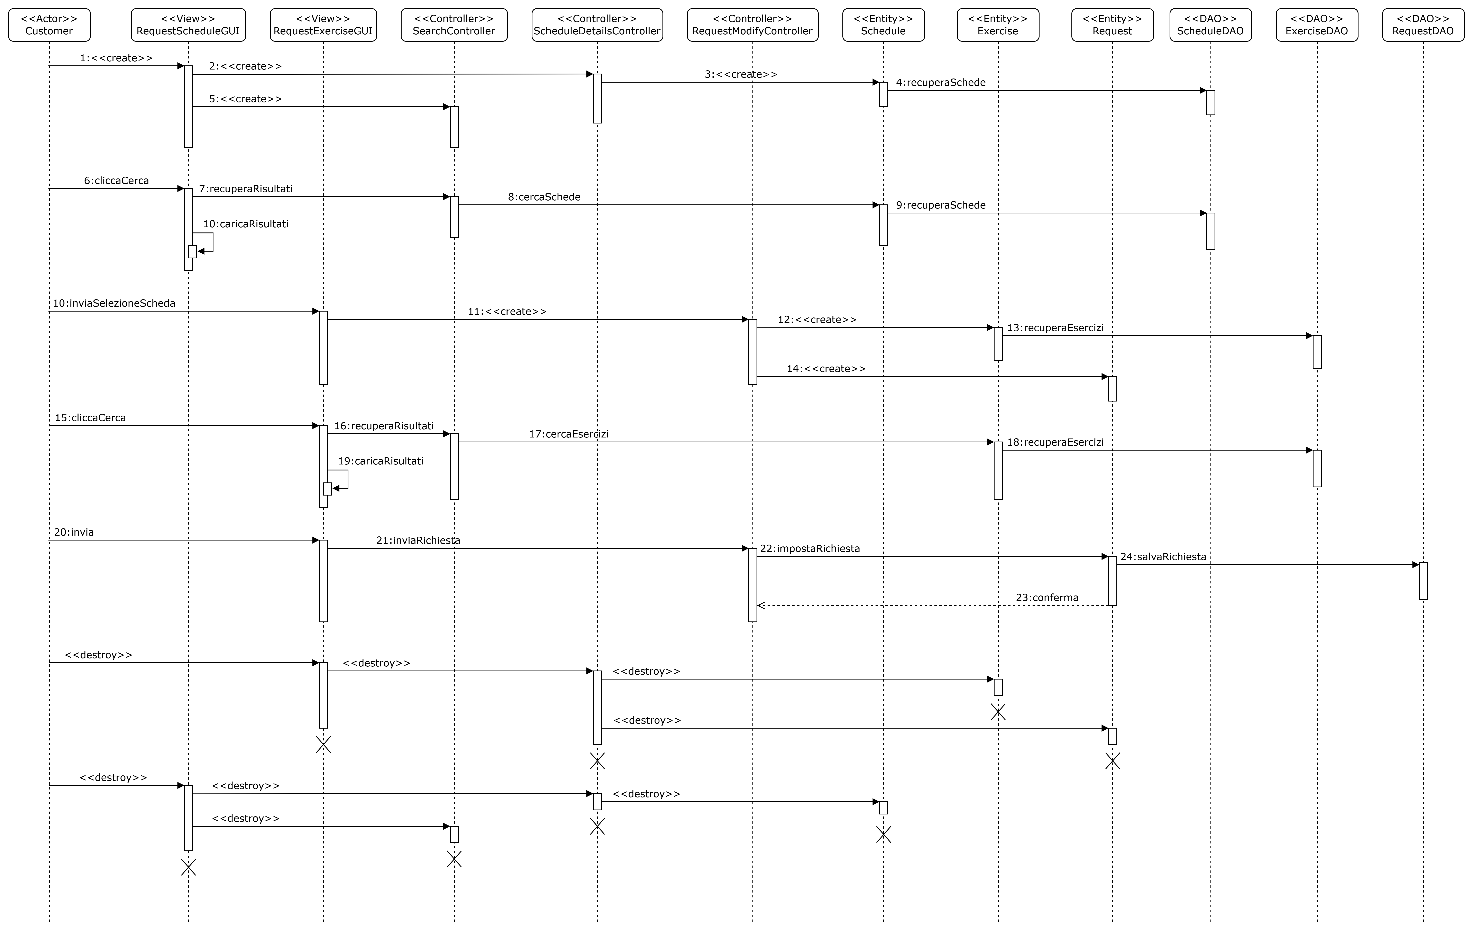 <<Actor>>
Customer
<<View>>
RequestScheduleGUI
<<View>>
RequestExerciseGUI
<<Controller>>
SearchController
<<Controller>>
ScheduleDetailsController
<<Controller>>
RequestModifyController
<<Entity>>
Schedule
<<Entity>>
Exercise
<<Entity>>
Request
<<DAO>>
ScheduleDAO
<<DAO>>
ExerciseDAO
<<DAO>>
RequestDAO
1:<<create>>
2:<<create>>
3:<<create>>
4:recuperaSchede
5:<<create>>
6:cliccaCerca
7:recuperaRisultati
8:cercaSchede
9:recuperaSchede
10:caricaRisultati
10:inviaSelezioneScheda
11:<<create>>
12:<<create>>
13:recuperaEsercizi
14:<<create>>
15:cliccaCerca
16:recuperaRisultati
17:cercaEsercizi
18:recuperaEsercizi
19:caricaRisultati
20:invia
21:inviaRichiesta
22:impostaRichiesta
24:salvaRichiesta
23:conferma
<<destroy>>
<<destroy>>
<<destroy>>
<<destroy>>
<<destroy>>
<<destroy>>
<<destroy>>
<<destroy>>